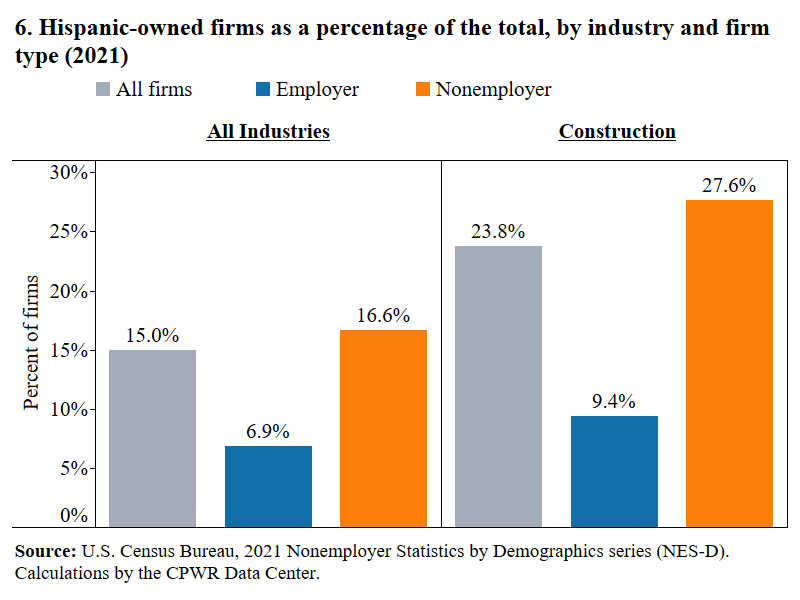 6. Hispanic-owned firms as a percentage of the total, by industry and firm
type (2021)
All firms
Employer
Nonemployer
All Industries
Construction
Percent of firms
30%
25%
20%
15%
10%
5%
0%
15.0%
6.9%
16.6%
23.8%
9.4%
27.6%
Source: U.S. Census Bureau, 2021 Nonemployer Statistics by Demographics series (NES-D).
Calculations by the CPWR Data Center.